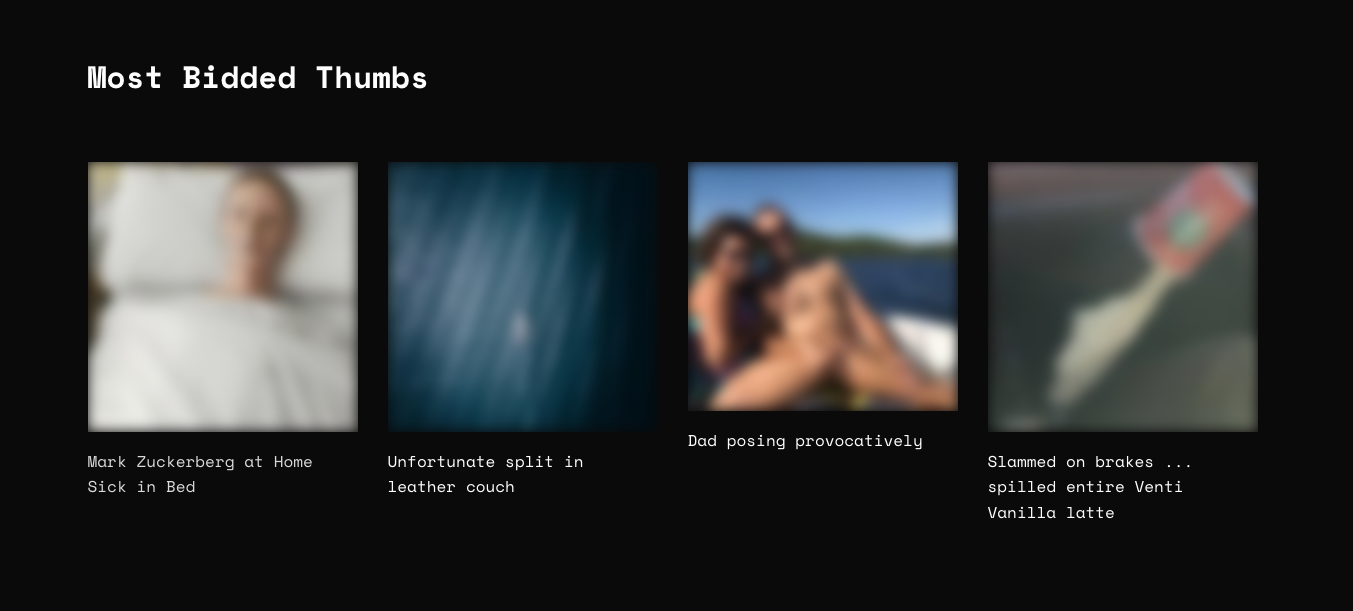 Most Bidded Thumbs
Mark Zuckerberg at Home
Sick in Bed
Unfortunate split in
leather couch
Dad posing provocatively
Slammed on brakes ...
spilled entire Venti
Vanilla latte